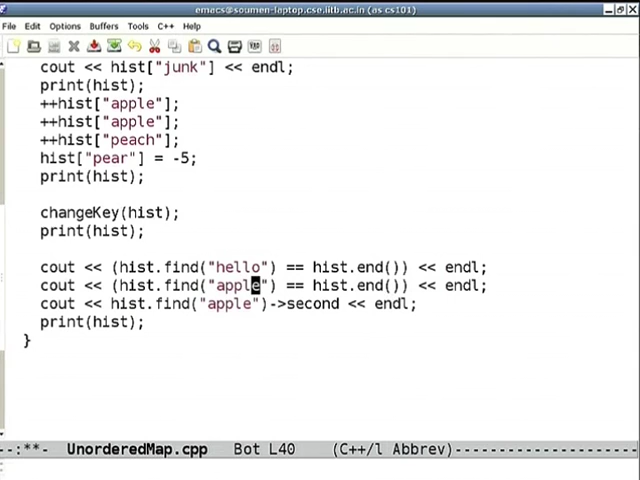 emacs@soumen-laptop.cse.iitb.ac.in (as cs101)
File Edit Options Buffers Tools C++ Help
cout << hist["junk"] << endl;
print(hist);
++hist["apple"];
++hist["apple"];
++hist["peach"];
hist["pear"] = -5;
print(hist);
changeKey(hist);
print(hist);
cout << (hist.find("hello") == hist.end()) << endl;
cout << (hist.find("apple") == hist.end()) << endl;
cout << hist.find("apple")->second << endl;
print(hist);
}
--:**- UnorderedMap.cpp Bot L40 (C++/l Abbrev)-----------------------